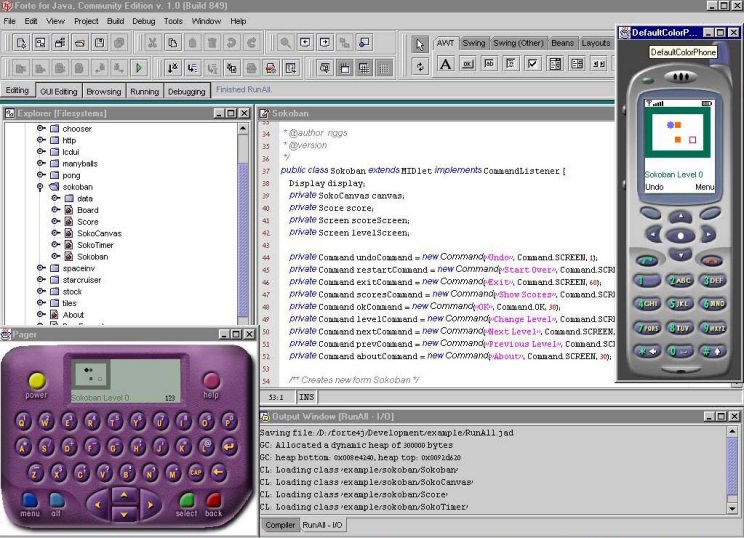 Forte for Java, Community Edition v. 1.0 (Build 849)
File Edit View Project Build Debug Tools Window Help
AWT Swing Swing (Other) Beans Layouts
Editing GUI Editing Browsing Running Debugging Finished RunAll.
Explorer [Filesystems]
chooser
http
lcdui
manyballs
pong
sokoban
data
Board
Score
SokoCanvas
SokoTimer
Sokoban
spaceinv
starcruiser
stock
tiles
About
Sokoban
33
34 * @author riggs
35 * @version
36 */
37 public class Sokoban extends MIDlet implements CommandListener {
38 Display display;
39 private SokoCanvas canvas;
40 private Score score;
41 private Screen scoreScreen;
42 private Screen levelScreen;
43
44 private Command undoCommand = new Command("Undo", Command.SCREEN, 1);
45 private Command restartCommand = new Command("Start Over", Command.SCR
46 private Command exitCommand = new Command("Exit", Command.SCREEN, 60);
47 private Command scoresCommand = new Command("Show Scores", Command.SCR
48 private Command okCommand = new Command("OK", Command.OK, 30);
49 private Command levelCommand = new Command("Change Level", Command.SCR
50 private Command nextCommand = new Command("Next Level", Command.SCREEN,
51 private Command prevCommand = new Command("Previous Level", Command.SCR
52 private Command aboutCommand = new Command("About", Command.SCREEN, 30);
53
54 /** Creates new form Sokoban */
53:1 INS
Output Window [RunAll - I/O]
Saving file:/D:/forte4j/Development/example/RunAll.jad
GC: Allocated a dynamic heap of 300000 bytes
GC: heap bottom: 0x008e4240, heap top: 0x0092d620
CL: Loading class 'example/sokoban/Sokoban'
CL: Loading class 'example/sokoban/SokoCanvas'
CL: Loading class 'example/sokoban/Score'
CL: Loading class 'example/sokoban/SokoTimer'
Compiler RunAll - I/O
Pager
Sokoban Level 0 123
power help
Q W E R T Y U I O P
A S D F G H J K L
Z X C V B N M CAP
menu alt select back
DefaultColorP...
DefaultColorPhone
Sokoban Level 0
Undo Menu
1 2ABC 3DEF
4GHI 5JKL 6MNO
7PQRS 8TUV 9WXYZ
* 0 #